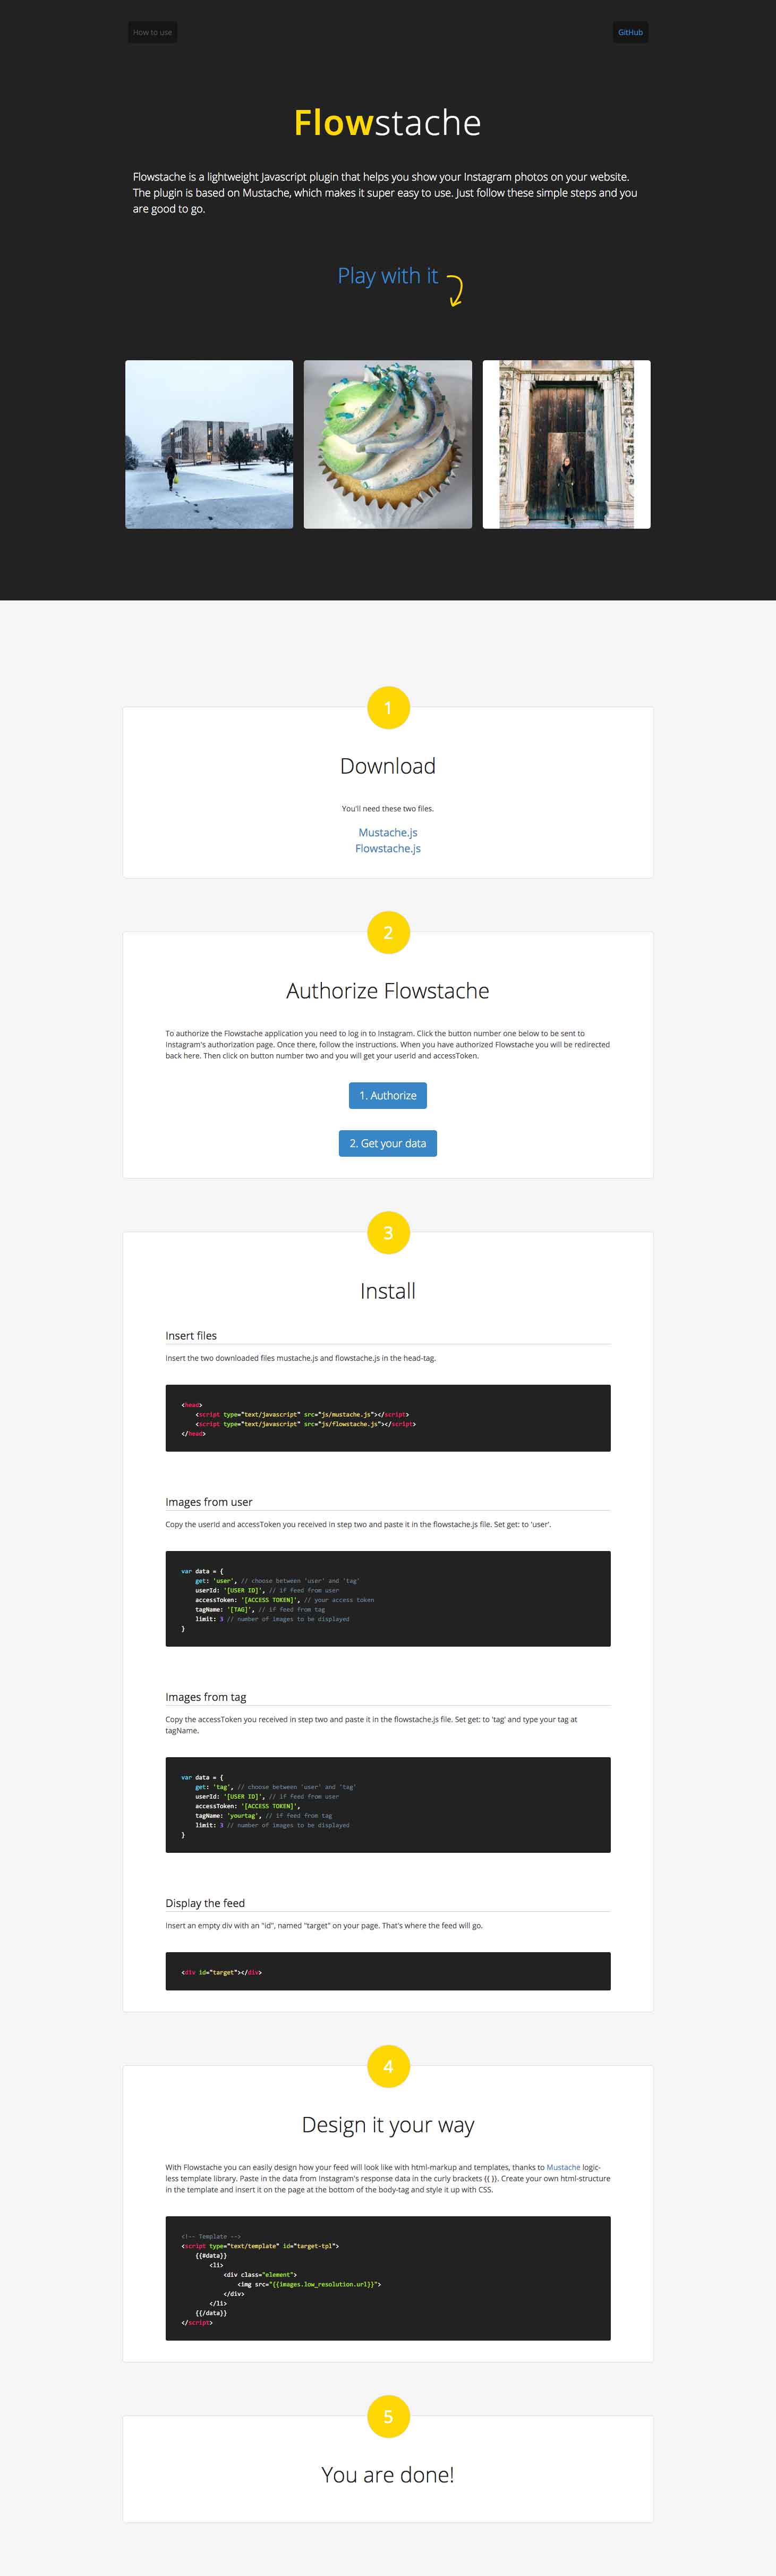 How to use
GitHub
Flowstache
Flowstache is a lightweight Javascript plugin that helps you show your Instagram photos on your website.
The plugin is based on Mustache, which makes it super easy to use. Just follow these simple steps and you
are good to go.
Play with it
1
Download
You'll need these two files.
Mustache.js
Flowstache.js
2
Authorize Flowstache
To authorize the Flowstache application you need to log in to Instagram. Click the button number one below to be sent to
Instagram's authorization page. Once there, follow the instructions. When you have authorized Flowstache you will be redirected
back here. Then click on button number two and you will get your userid and accessToken.
1. Authorize
2. Get your data
3
Install
Insert files
Insert the two downloaded files mustache.js and flowstache.js in the head-tag.
<head>
    <script type="text/javascript" src="js/mustache.js"></script>
    <script type="text/javascript" src="js/flowstache.js"></script>
</head>
Images from user
Copy the userid and accessToken you received in step two and paste it in the flowstache.js file. Set get: to 'user'.
var data = {
    get: 'user', // choose between 'user' and 'tag'
    userId: '[USER ID]', // if feed from user
    accessToken: '[ACCESS TOKEN]', // your access token
    tagName: '[TAG]', // if feed from tag
    limit: 3 // number of images to be displayed
}
Images from tag
Copy the accessToken you received in step two and paste it in the flowstache.js file. Set get: to 'tag' and type your tag at
tagName.
var data = {
    get: 'tag', // choose between 'user' and 'tag'
    userId: '[USER ID]', // if feed from user
    accessToken: '[ACCESS TOKEN]',
    tagName: 'yourtag', // if feed from tag
    limit: 3 // number of images to be displayed
}
Display the feed
Insert an empty div with an "id", named "target" on your page. That's where the feed will go.
<div id="target"></div>
4
Design it your way
With Flowstache you can easily design how your feed will look like with html-markup and templates, thanks to Mustache logic-
less template library. Paste in the data from Instagram's response data in the curly brackets {{ }}. Create your own html-structure
in the template and insert it on the page at the bottom of the body-tag and style it up with CSS.
<!-- Template -->
<script type="text/template" id="target-tpl">
    {{#data}}
        <li>
            <div class="element">
                <img src="{{images.low_resolution.url}}">
            </div>
        </li>
    {{/data}}
</script>
5
You are done!